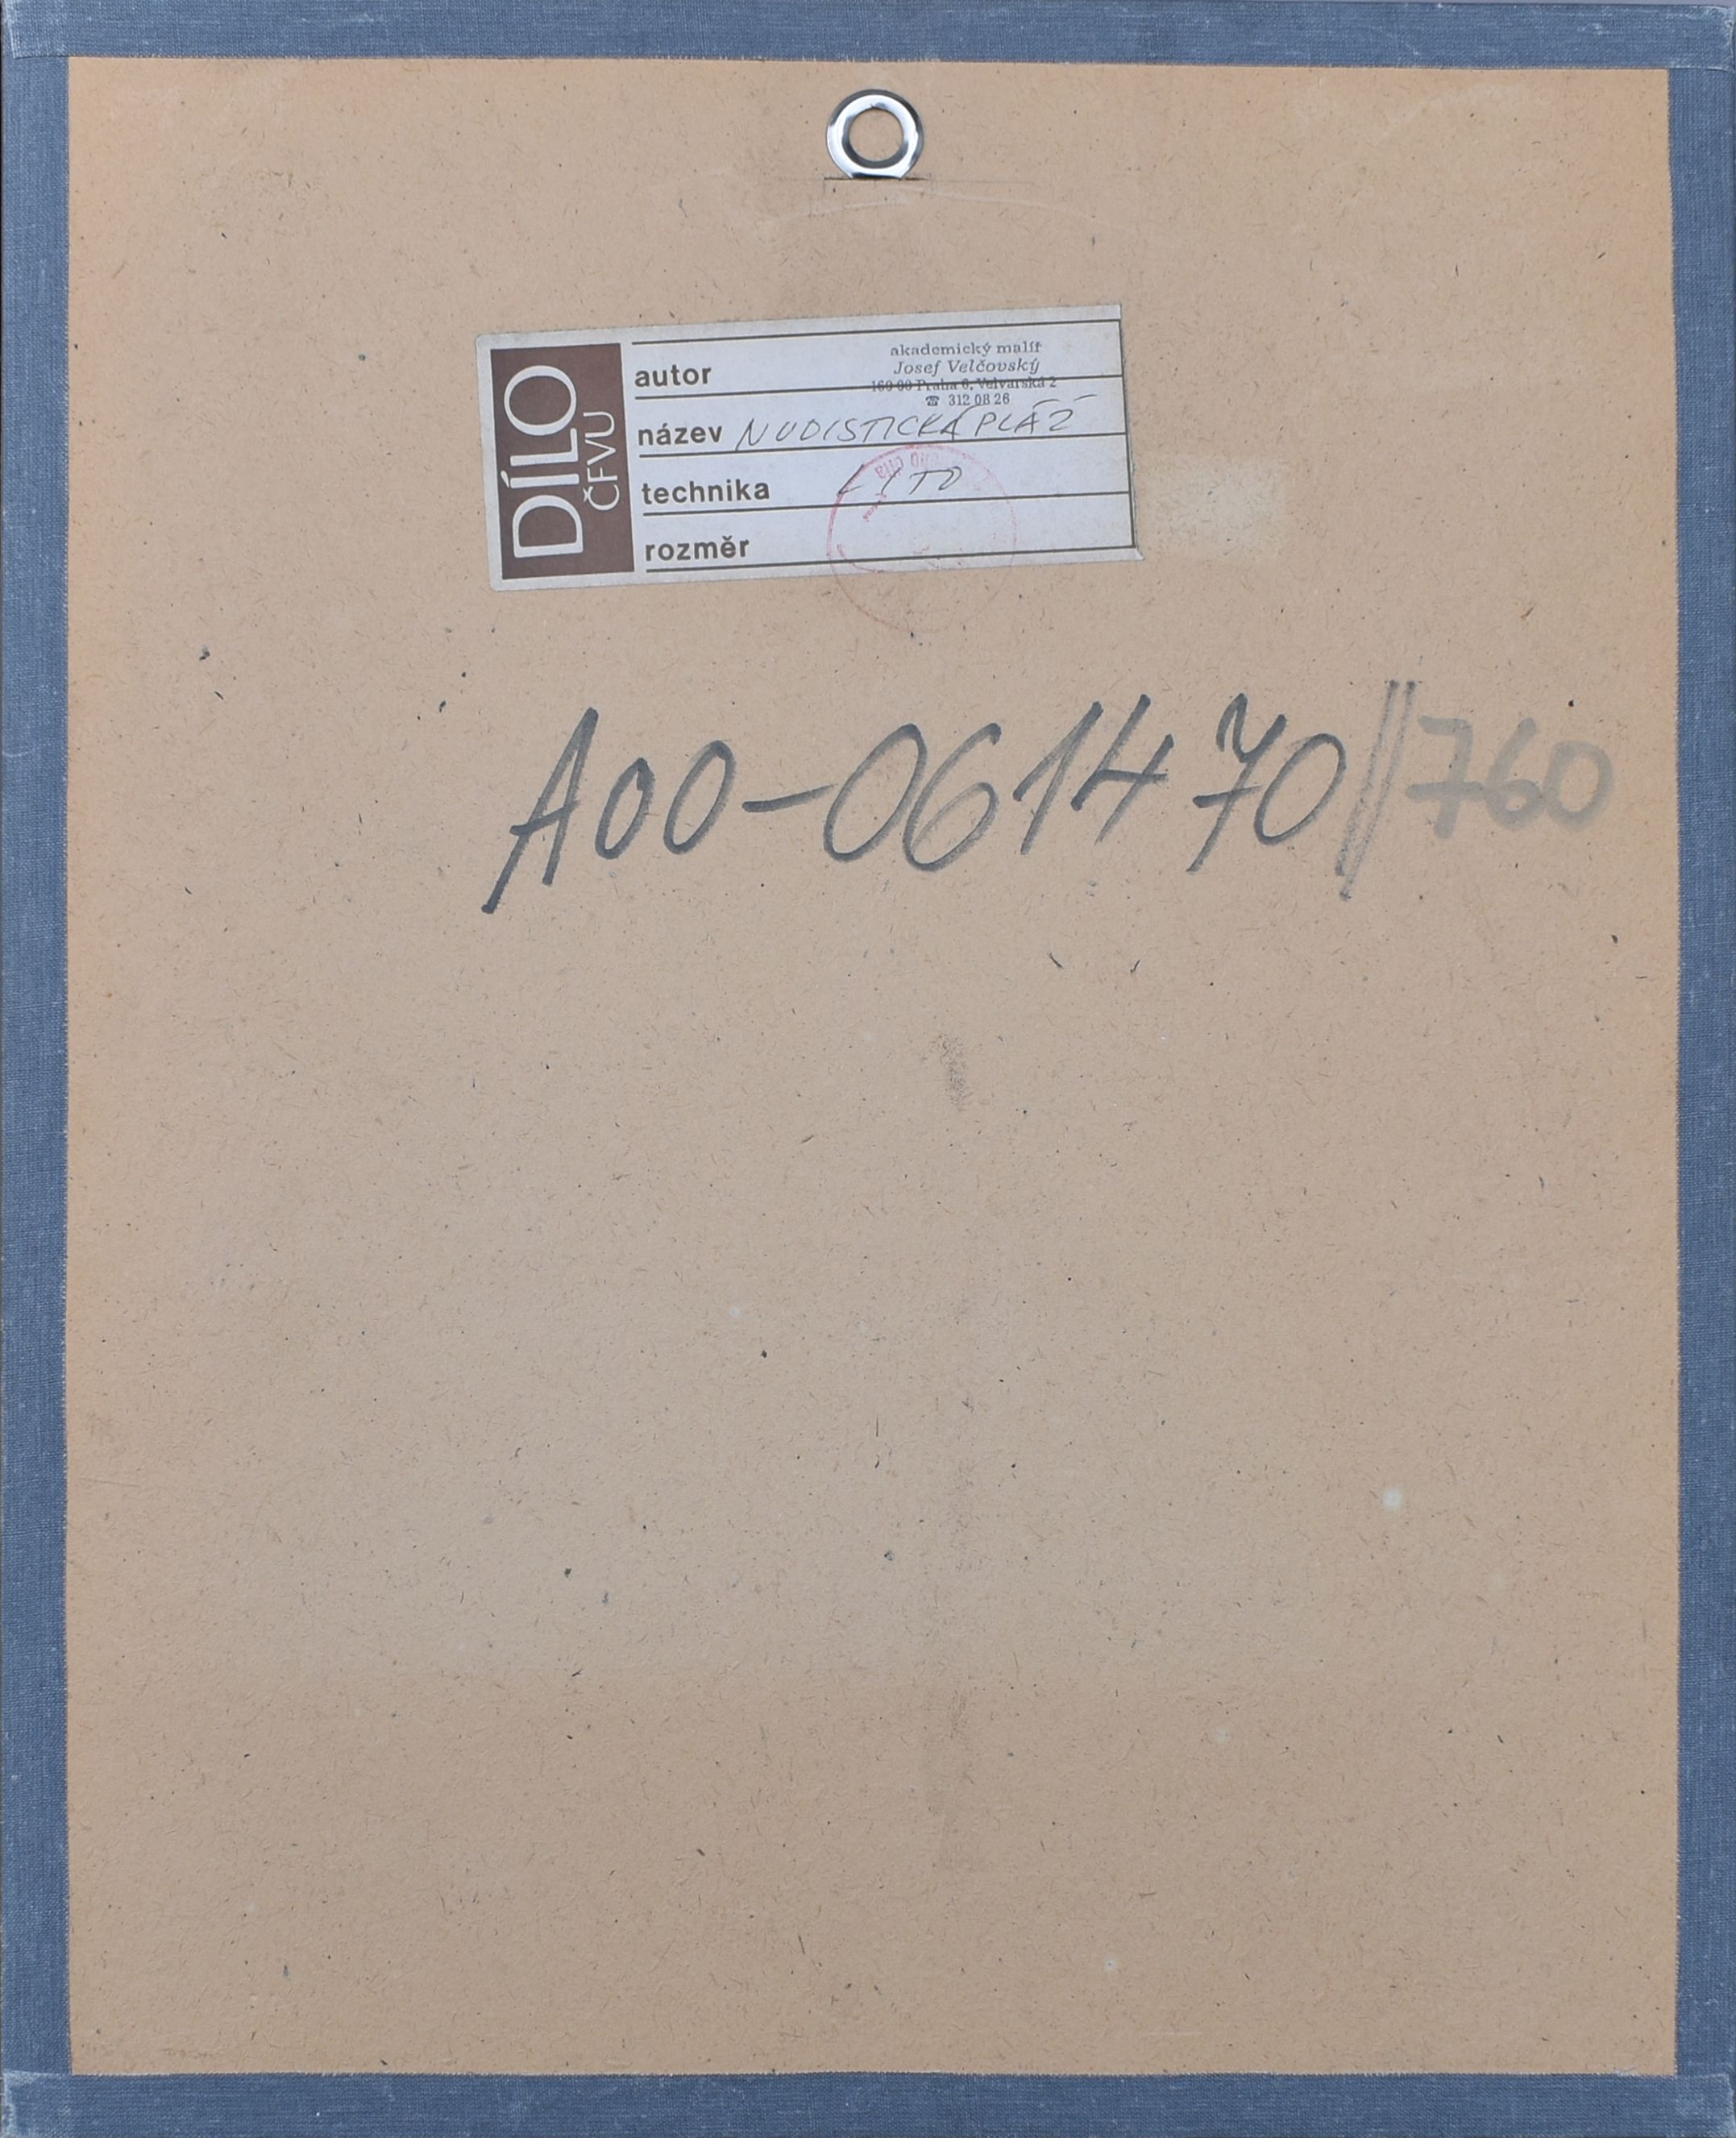 DÍLO
ČFVU
autor
akademický malíř
Josef Velčovský
160 00 Praha 6, Velvarská 2
☎ 312 08 26
název NUDISTICKÁ PLÁŽ
technika LITO
rozměr
A00-061470//760